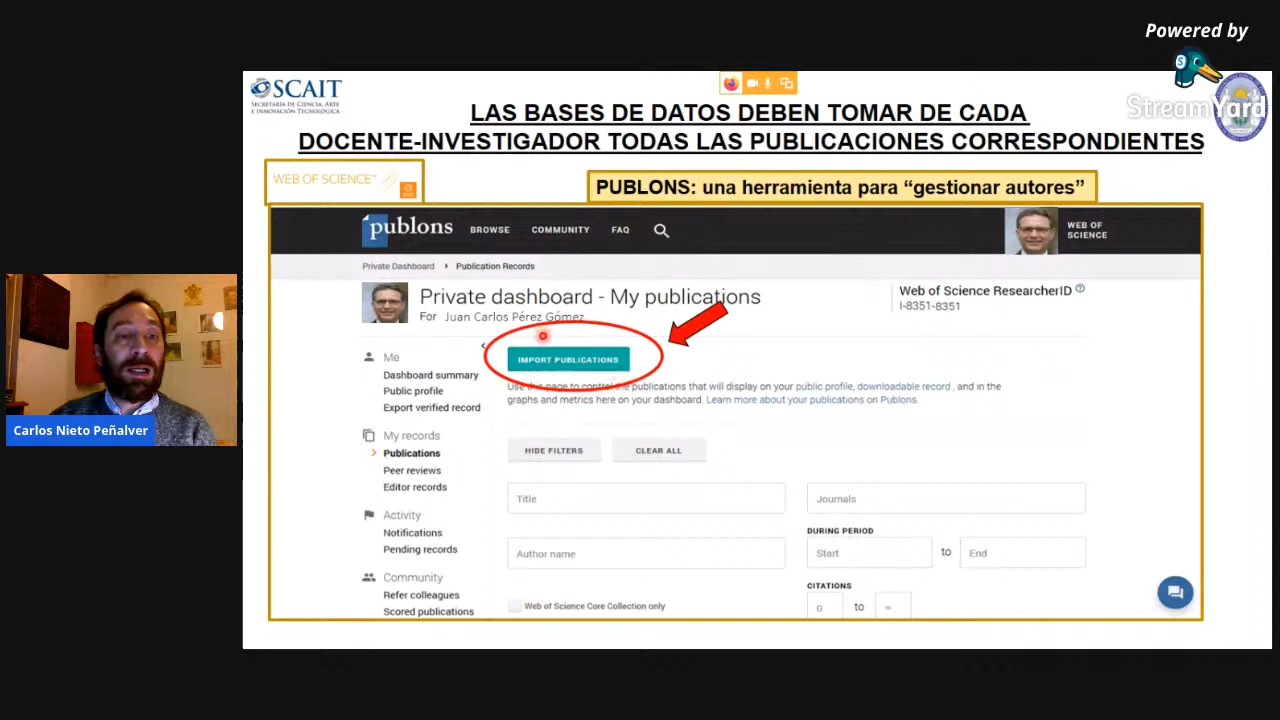 Powered by
StreamYard
SCAIT
SECRETARÍA DE CIENCIA, ARTE
E INNOVACIÓN TECNOLÓGICA
LAS BASES DE DATOS DEBEN TOMAR DE CADA
DOCENTE-INVESTIGADOR TODAS LAS PUBLICACIONES CORRESPONDIENTES
WEB OF SCIENCE™
PUBLONS: una herramienta para “gestionar autores”
publons BROWSE COMMUNITY FAQ
WEB OF
SCIENCE
Private Dashboard Publication Records
Private dashboard - My publications
For Juan Carlos Pérez Gómez
Web of Science ResearcherID
I-8351-8351
Me
Dashboard summary
Public profile
Export verified record
My records
Publications
Peer reviews
Editor records
Activity
Notifications
Pending records
Community
Refer colleagues
Scored publications
IMPORT PUBLICATIONS
Use this page to control the publications that will display on your public profile, downloadable record , and in the
graphs and metrics here on your dashboard. Learn more about your publications on Publons.
HIDE FILTERS CLEAR ALL
Title
Journals
DURING PERIOD
Start to End
Author name
CITATIONS
0 to ∞
Web of Science Core Collection only
Carlos Nieto Peñalver